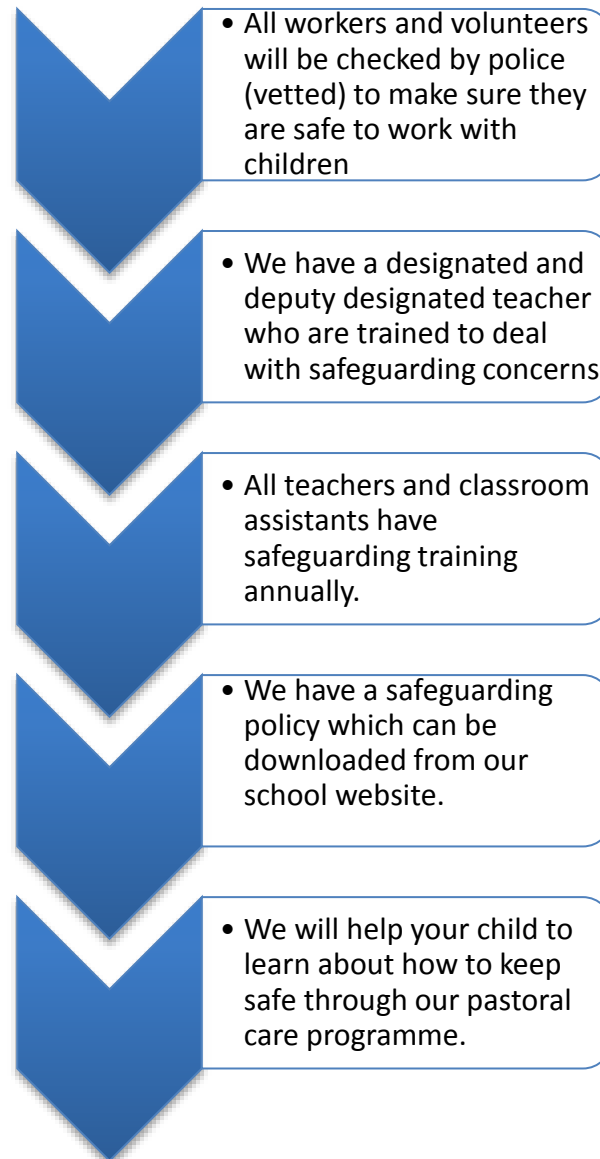 • All workers and volunteers
will be checked by police
(vetted) to make sure they
are safe to work with
children
• We have a designated and
deputy designated teacher
who are trained to deal
with safeguarding concerns
• All teachers and classroom
assistants have
safeguarding training
annually.
• We have a safeguarding
policy which can be
downloaded from our
school website.
• We will help your child to
learn about how to keep
safe through our pastoral
care programme.